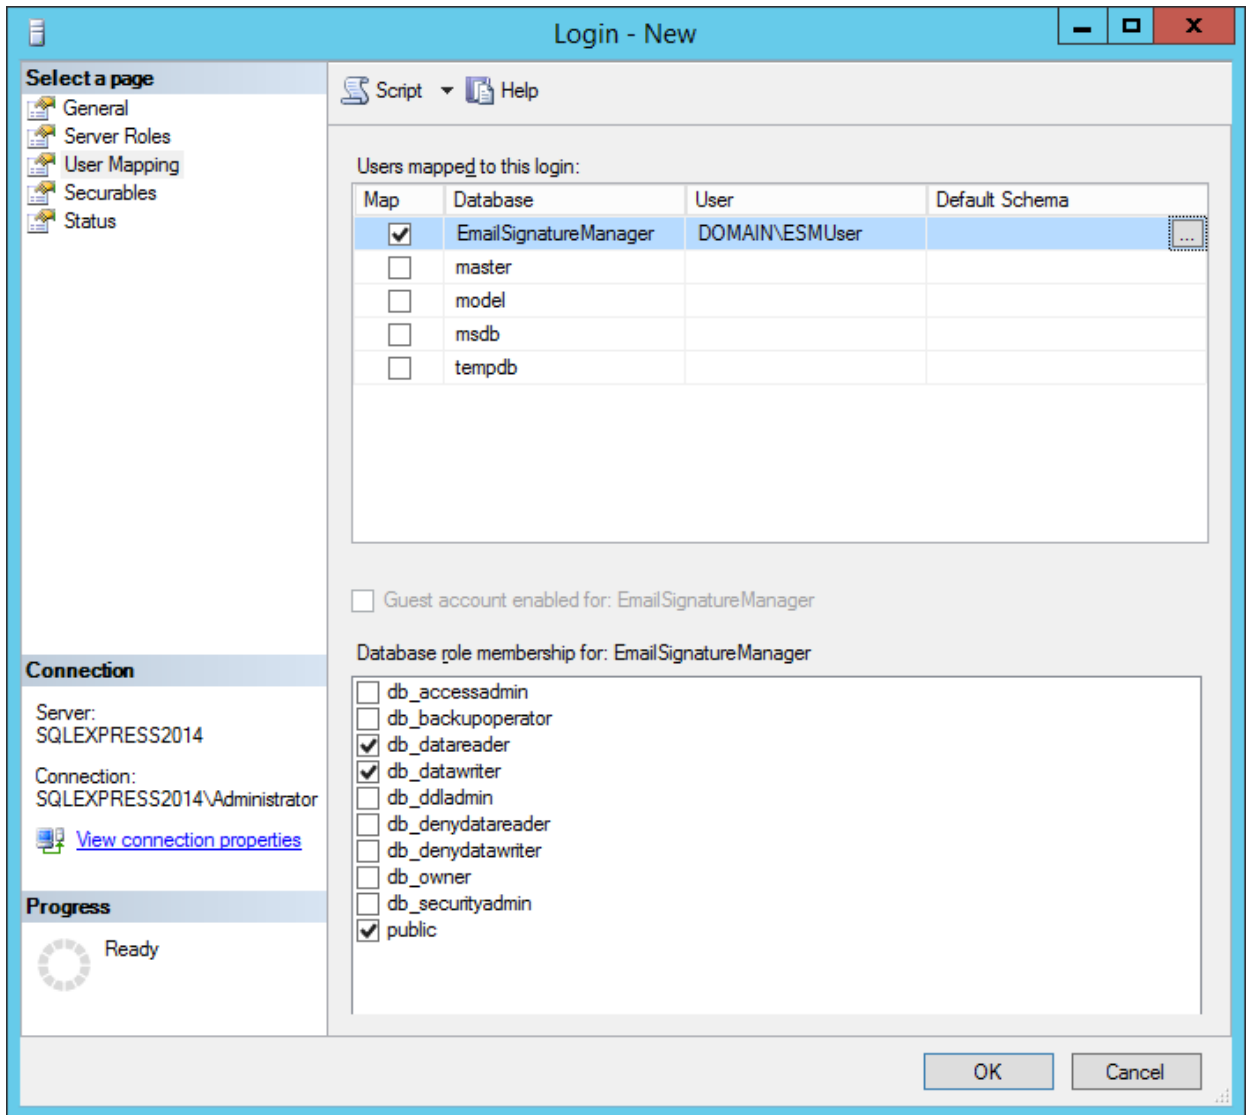 Login - New
Select a page
General
Server Roles
User Mapping
Securables
Status
Script Help
Users mapped to this login:
Map Database User Default Schema
EmailSignatureManager DOMAIN\ESMUser ...
master
model
msdb
tempdb
Guest account enabled for: EmailSignatureManager
Database role membership for: EmailSignatureManager
db_accessadmin
db_backupoperator
db_datareader
db_datawriter
db_ddladmin
db_denydatareader
db_denydatawriter
db_owner
db_securityadmin
public
Connection
Server:
SQLEXPRESS2014
Connection:
SQLEXPRESS2014\Administrator
View connection properties
Progress
Ready
OK Cancel